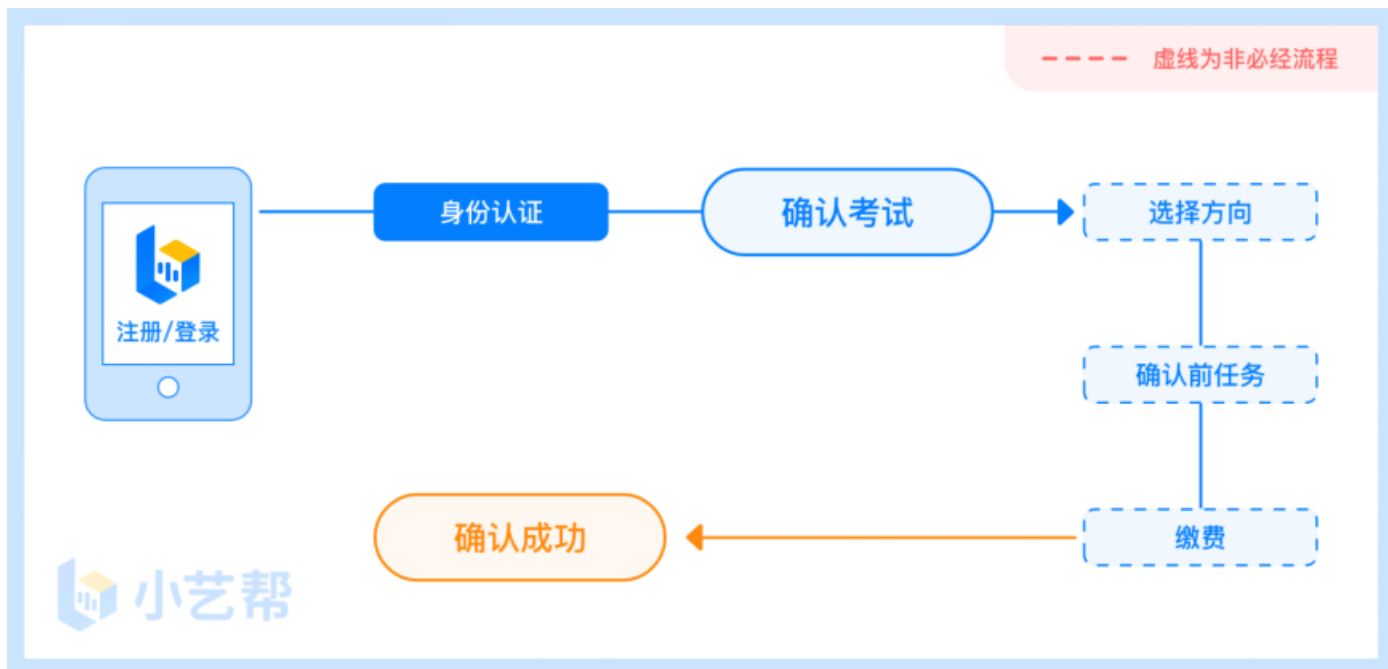 虚线为非必经流程
注册/登录
身份认证
确认考试
选择方向
确认前任务
缴费
确认成功
小艺帮